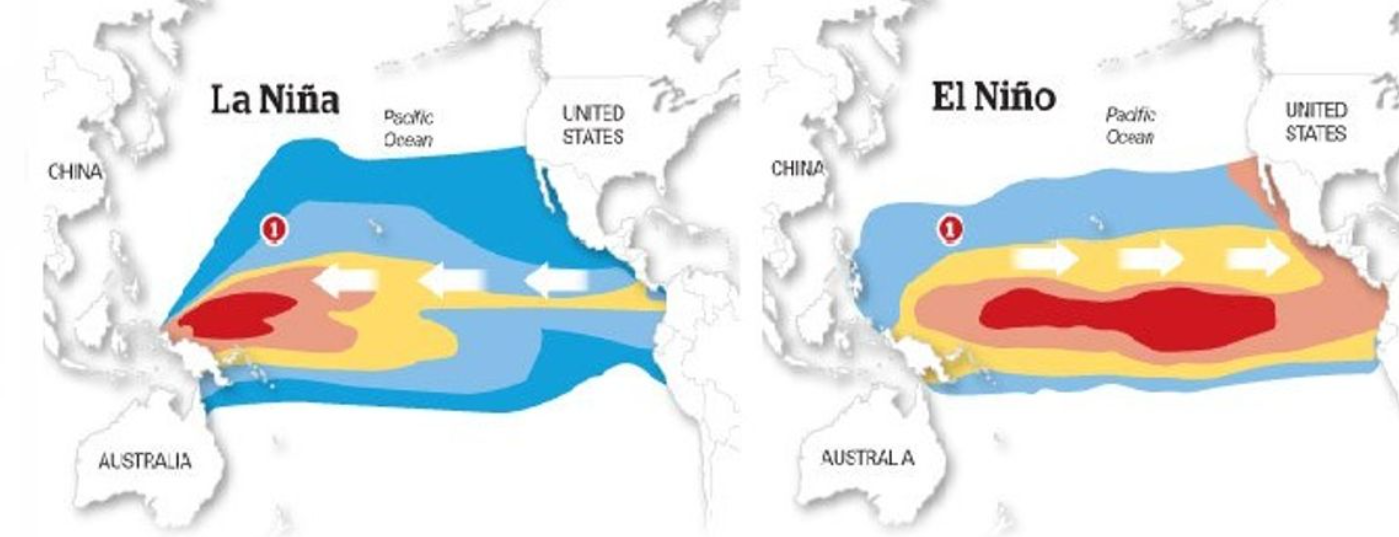 La Niña
Pacific
Ocean
UNITED
STATES
CHINA
1
AUSTRALIA
El Niño
Pacific
Ocean
UNITED
STATES
CHINA
1
AUSTRAL A